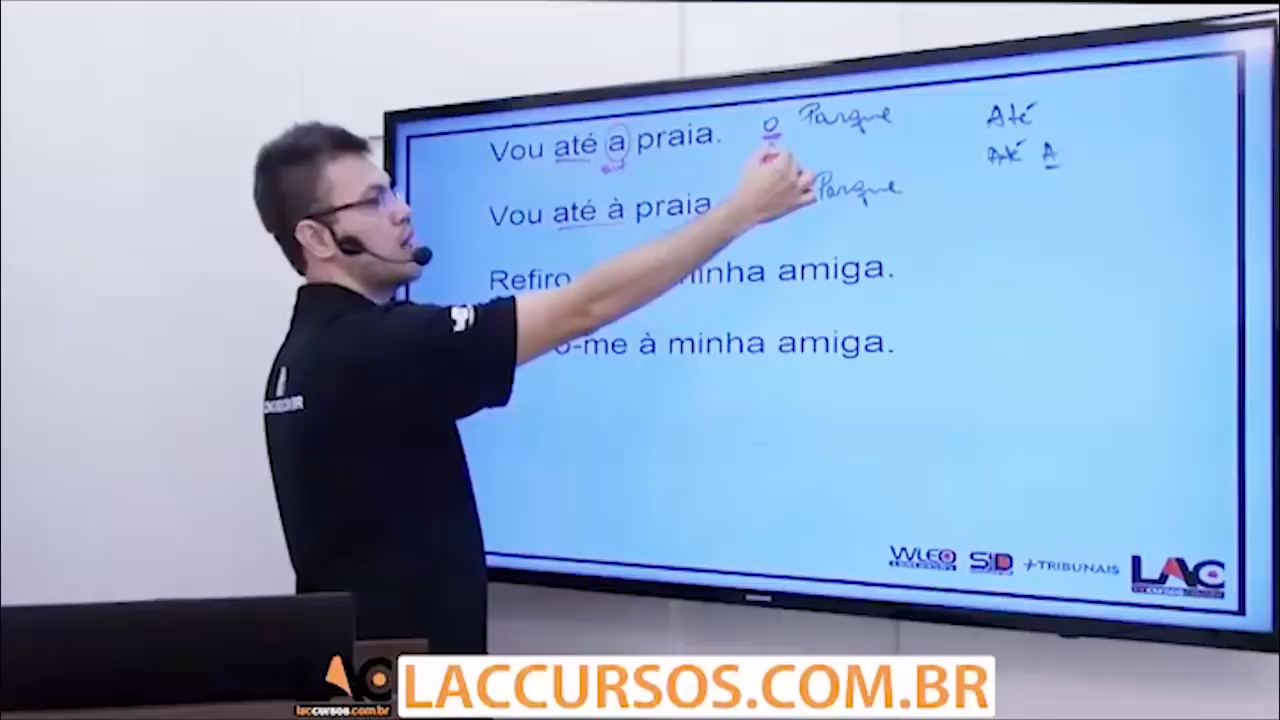 Vou até a praia. o Parque Até
Até A
Vou até à praia Parque
Refiro minha amiga.
o-me à minha amiga.
WLEO SID +TRIBUNAIS LAC
LAC LACCURSOS.COM.BR
laccursos.com.br